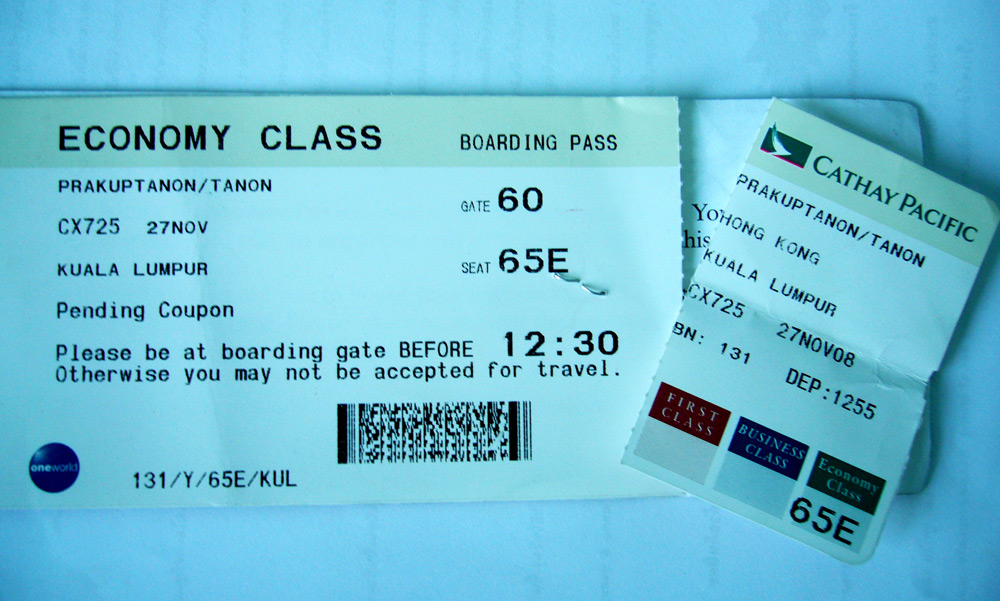 ECONOMY CLASS
BOARDING PASS
PRAKUPTANON/TANON
GATE 60
CX725 27NOV
KUALA LUMPUR
SEAT 65E
Pending Coupon
Please be at boarding gate BEFORE 12:30
Otherwise you may not be accepted for travel.
oneworld
131/Y/65E/KUL
Yo
his
CATHAY PACIFIC
PRAKUPTANON/TANON
HONG KONG
KUALA LUMPUR
CX725 27NOV08
BN: 131 DEP:1255
FIRST CLASS
BUSINESS CLASS
Economy Class
65E